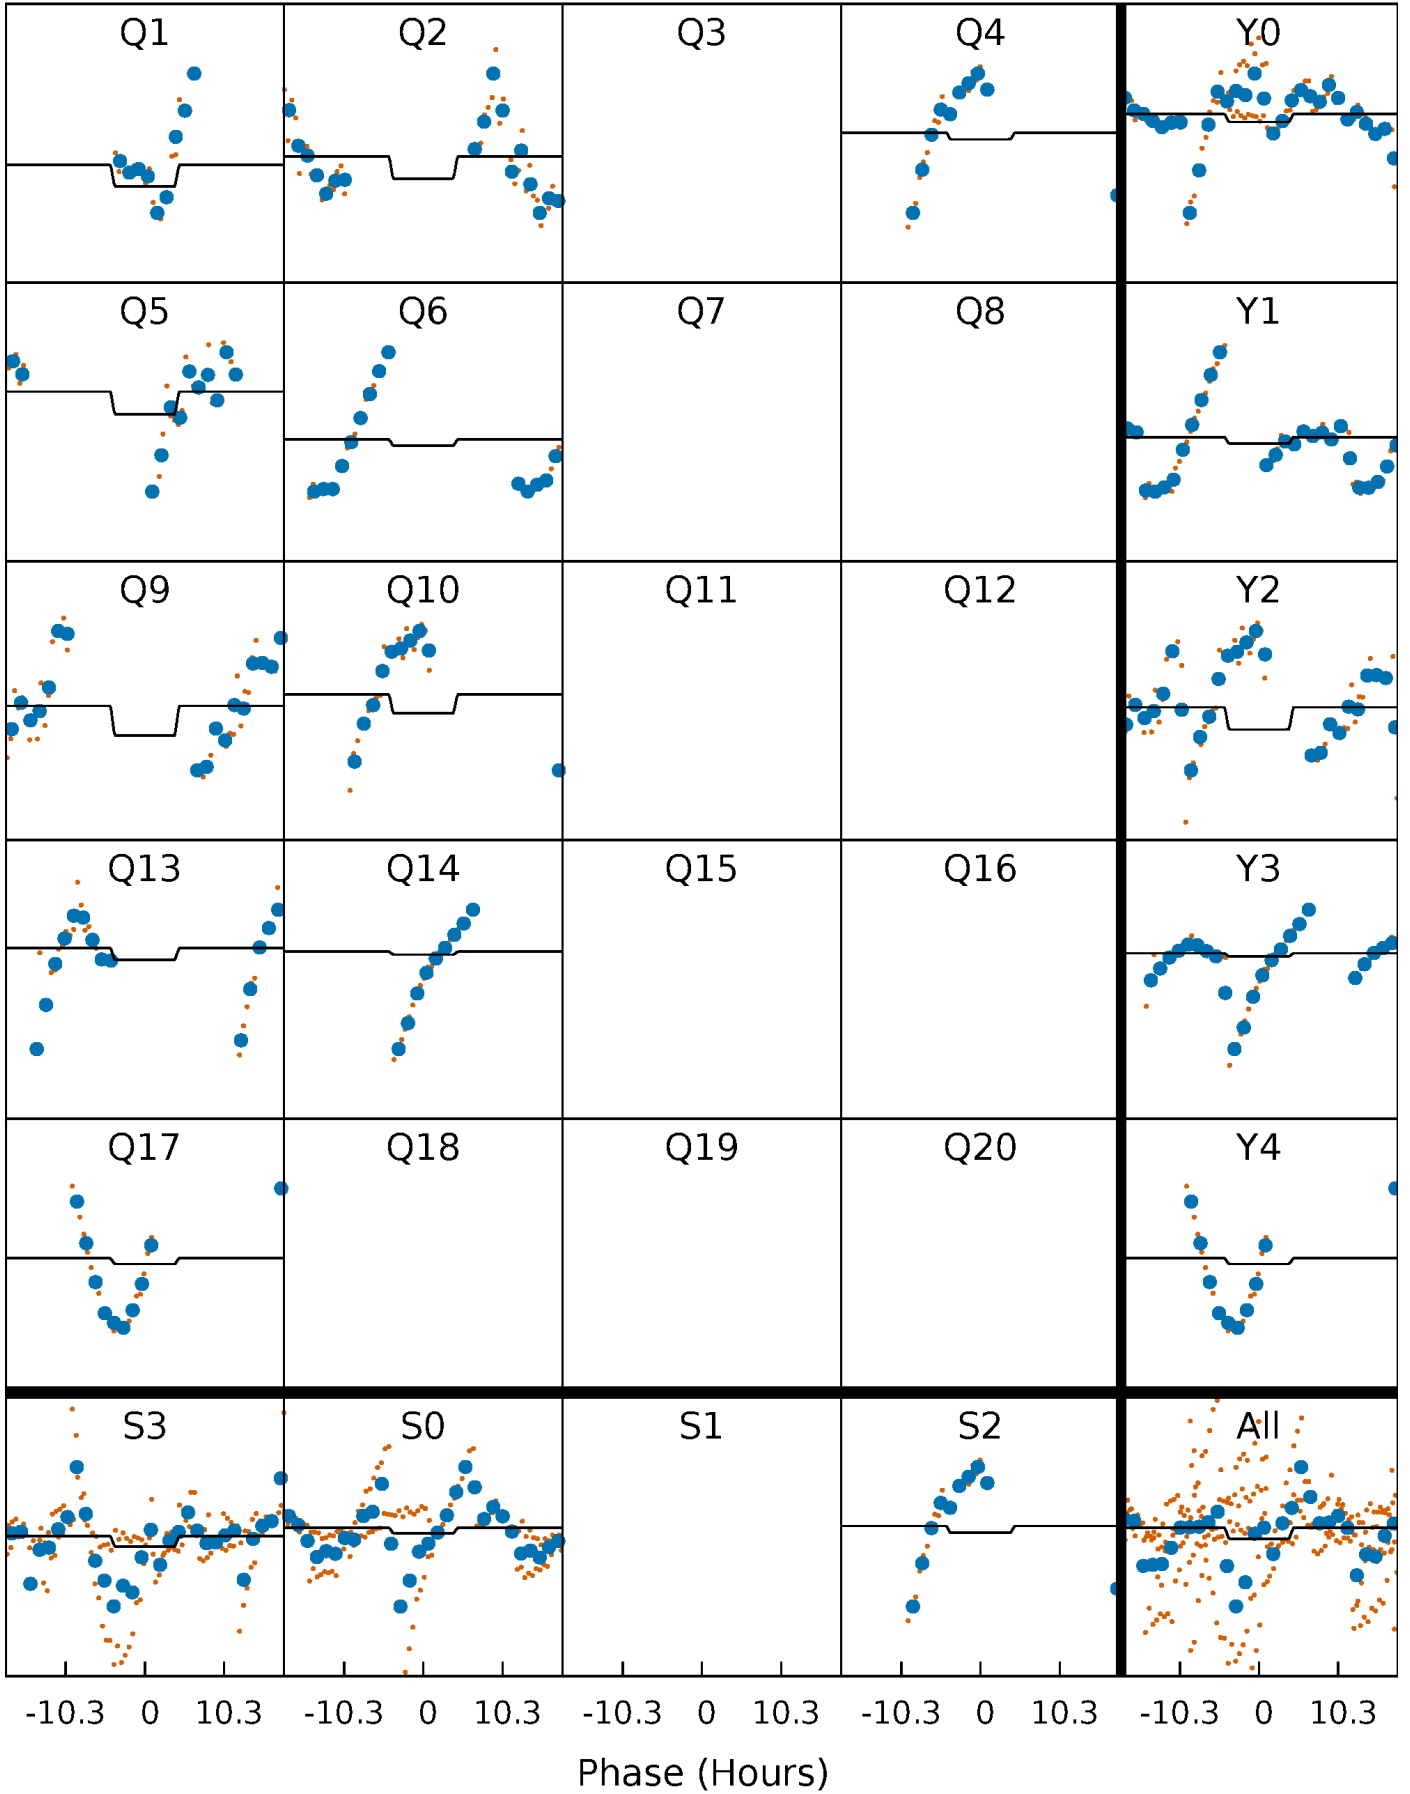 Q1 Q2 Q3 Q4 Y0
Q5 Q6 Q7 Q8 Y1
Q9 Q10 Q11 Q12 Y2
Q13 Q14 Q15 Q16 Y3
Q17 Q18 Q19 Q20 Y4
S3 S0 S1 S2 All
-10.3 0 10.3 -10.3 0 10.3 -10.3 0 10.3 -10.3 0 10.3 -10.3 0 10.3
Phase (Hours)